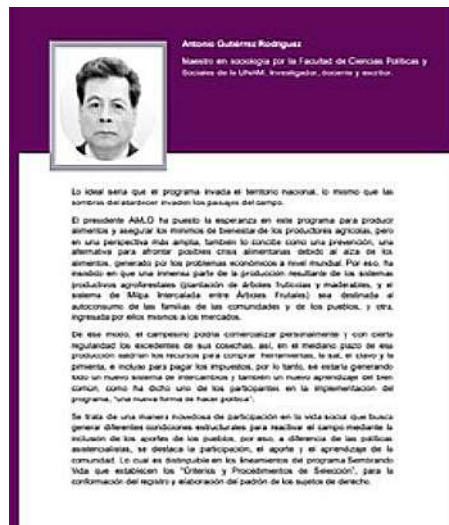 Antonio Gutiérrez Rodríguez
Maestro en sociología por la Facultad de Ciencias Políticas y
Sociales de la UNAM. Investigador, docente y escritor.
Lo ideal sería que el programa invada el territorio nacional, lo mismo que las
sombras del atardecer invaden los paisajes del campo.
El presidente AMLO ha puesto la esperanza en este programa para producir
alimentos y asegurar los mínimos de bienestar de los productores agrícolas, pero
en una perspectiva más amplia, también lo concibe como una prevención, una
alternativa para afrontar posibles crisis alimentarias debido al alza de los
alimentos, generado por los problemas económicos a nivel mundial. Por eso, ha
insistido en que una inmensa parte de la producción resultante de los sistemas
productivos agroforestales (plantación de árboles frutícolas y maderables, y el
sistema de Milpa Intercalada entre Árboles Frutales) sea destinada al
autoconsumo de las familias de las comunidades y de los pueblos, y otra,
ingresada por ellos mismos a los mercados.
De ese modo, el campesino podría comercializar personalmente y con cierta
regularidad los excedentes de sus cosechas, así, en el mediano plazo de esa
producción saldrían los recursos para comprar herramientas, la sal, el clavo y la
pimienta, e incluso para pagar los impuestos, por lo tanto, se estaría generando
todo un nuevo sistema de intercambios y también un nuevo aprendizaje del bien
común, como ha dicho uno de los participantes en la implementación del
programa, "una nueva forma de hacer política".
Se trata de una manera novedosa de participación en la vida social que busca
generar diferentes condiciones estructurales para reactivar el campo mediante la
inclusión de los aportes de los pueblos, por eso, a diferencia de las políticas
asistencialistas, se destaca la participación, el aporte y el aprendizaje de la
comunidad. Lo cual es distinguible en los lineamientos del programa Sembrando
Vida que establecen los "Criterios y Procedimientos de Selección", para la
conformación del registro y elaboración del padrón de los sujetos de derecho.